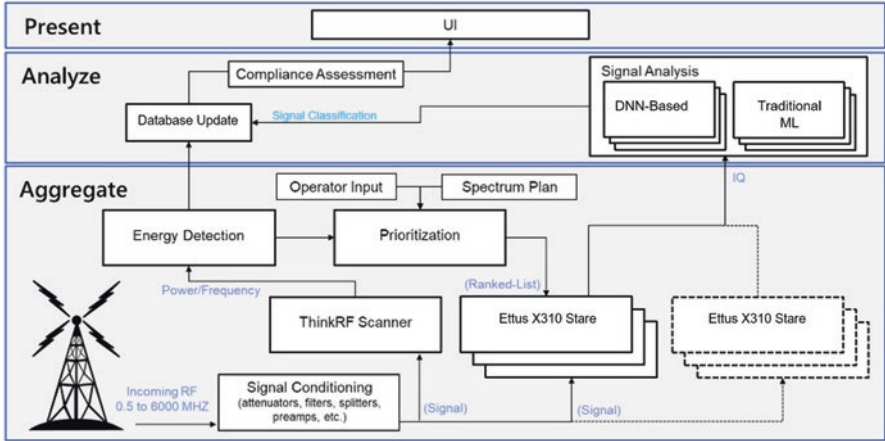 Present
UI
Analyze
Compliance Assessment
Signal Analysis
DNN-Based
Traditional
ML
Database Update
Signal Classification
IQ
Aggregate
Operator Input
Spectrum Plan
Energy Detection
Prioritization
Power/Frequency
(Ranked-List)
ThinkRF Scanner
Ettus X310 Stare
Ettus X310 Stare
Incoming RF
0.5 to 6000 MHZ
Signal Conditioning
(attenuators, filters, splitters,
preamps, etc.)
(Signal)
(Signal)